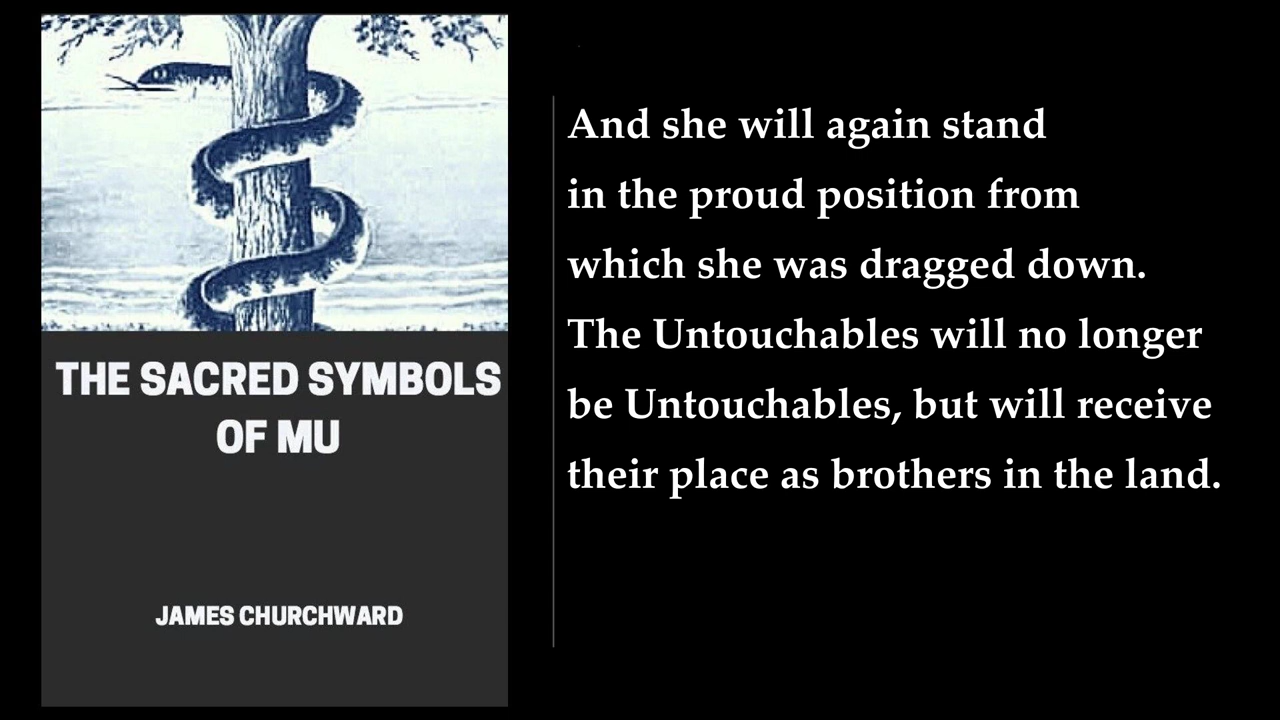 THE SACRED SYMBOLS
OF MU
JAMES CHURCHWARD
And she will again stand
in the proud position from
which she was dragged down.
The Untouchables will no longer
be Untouchables, but will receive
their place as brothers in the land.